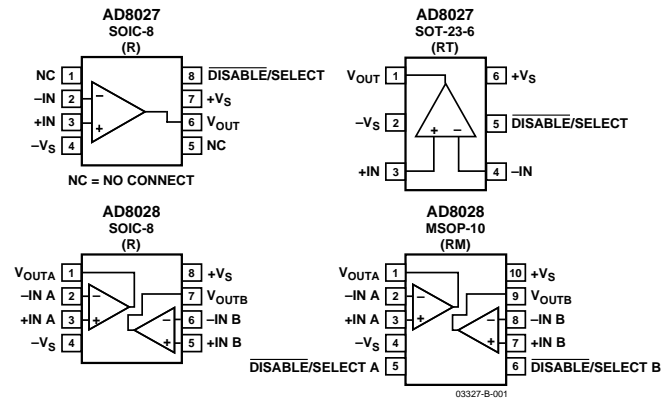 AD8027
SOIC-8
(R)
NC 1
–IN 2
+IN 3
–VS 4
8 DISABLE/SELECT
7 +VS
6 VOUT
5 NC
– +
NC = NO CONNECT
AD8027
SOT-23-6
(RT)
VOUT 1
–VS 2
+IN 3
6 +VS
5 DISABLE/SELECT
4 –IN
+ –
AD8028
SOIC-8
(R)
VOUTA 1
–IN A 2
+IN A 3
–VS 4
8 +VS
7 VOUTB
6 –IN B
5 +IN B
– +
– +
AD8028
MSOP-10
(RM)
VOUTA 1
–IN A 2
+IN A 3
–VS 4
DISABLE/SELECT A 5
10 +VS
9 VOUTB
8 –IN B
7 +IN B
6 DISABLE/SELECT B
– +
– +
03327-B-001